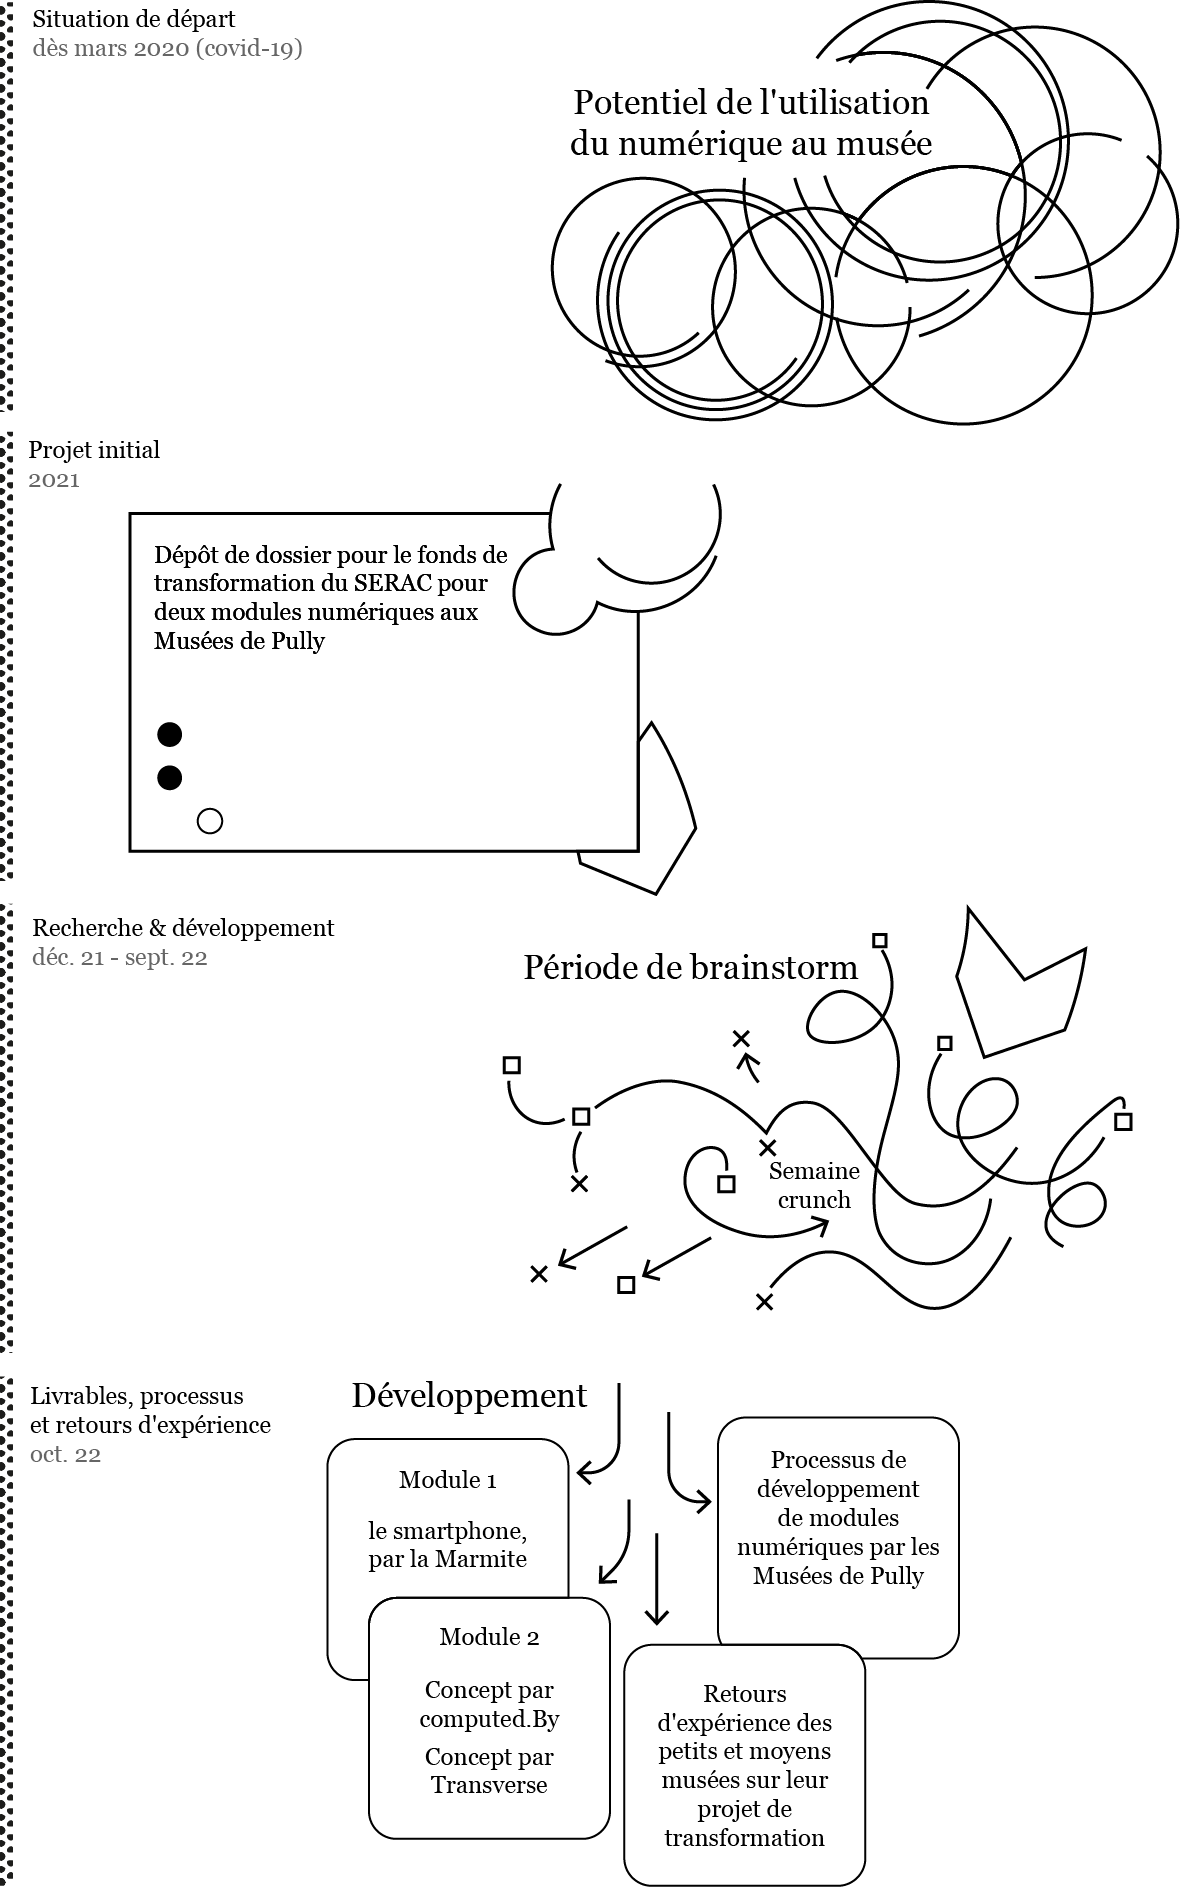 Situation de départ
dès mars 2020 (covid-19)
Potentiel de l'utilisation
du numérique au musée
Projet initial
2021
Dépôt de dossier pour le fonds de
transformation du SERAC pour
deux modules numériques aux
Musées de Pully
Recherche & développement
déc. 21 - sept. 22
Période de brainstorm
Semaine
crunch
Livrables, processus
et retours d'expérience
oct. 22
Développement
Module 1
le smartphone,
par la Marmite
Module 2
Concept par
computed.By
Concept par
Transverse
Processus de
développement
de modules
numériques par les
Musées de Pully
Retours
d'expérience des
petits et moyens
musées sur leur
projet de
transformation